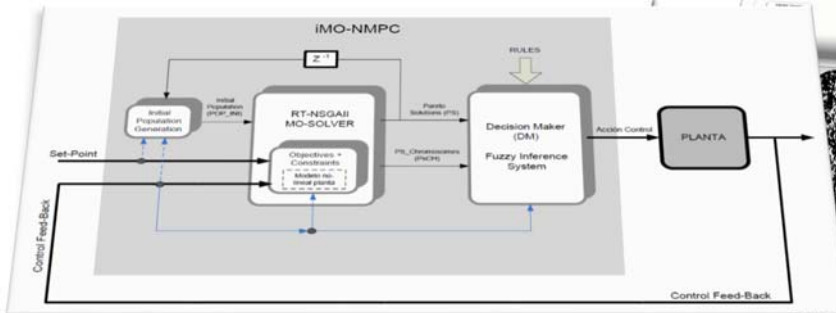 iMO-NMPC
Z⁻¹
RULES
Initial
Population
Generation
Initial
Population
(POP_INI)
RT-NSGAII
MO-SOLVER
Objectives +
Constraints
Modelo no-
lineal planta
Pareto
Solutions (PS)
PS_Chromosomes
(PsCH)
Decision Maker
(DM)
Fuzzy Inference
System
Acción Control
PLANTA
Set-Point
Control Feed-Back
Control Feed-Back